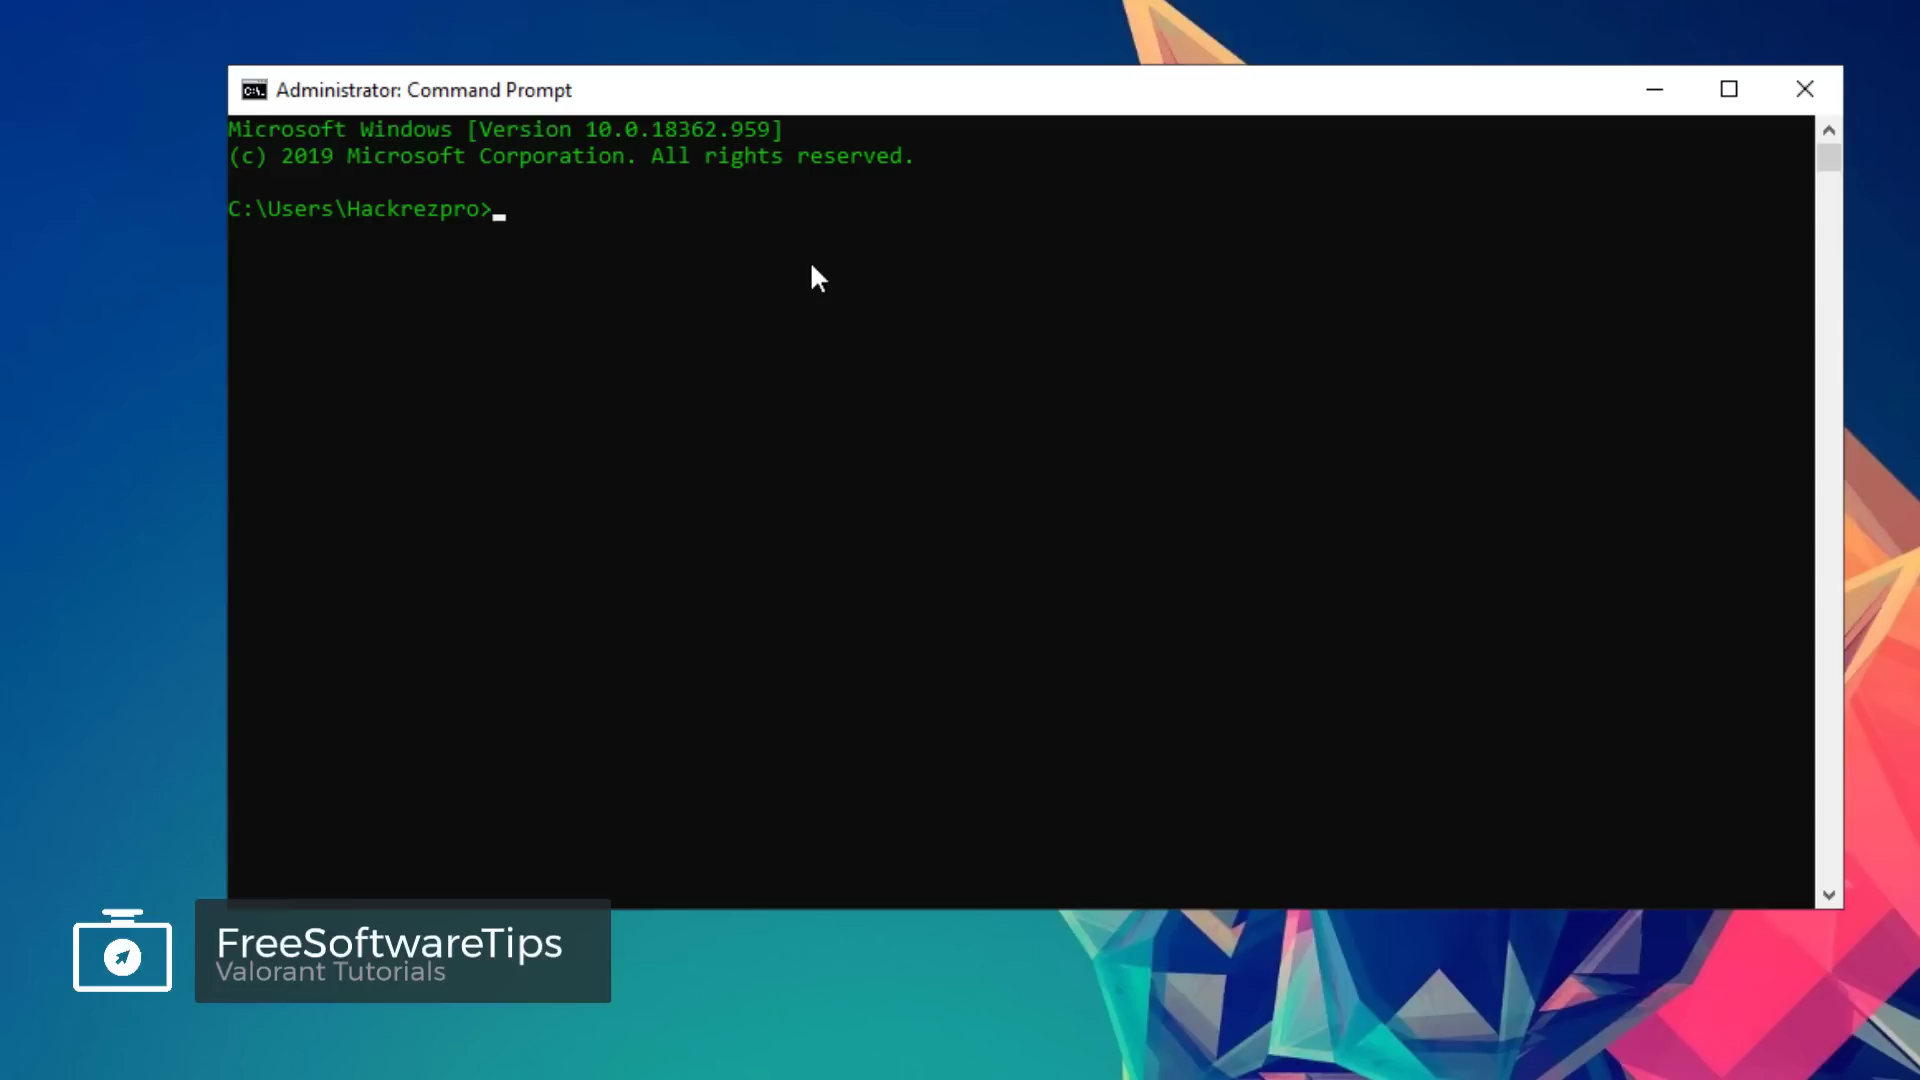 Administrator: Command Prompt
Microsoft Windows [Version 10.0.18362.959]
(c) 2019 Microsoft Corporation. All rights reserved.
C:\Users\Hackrezpro>
FreeSoftwareTips
Valorant Tutorials